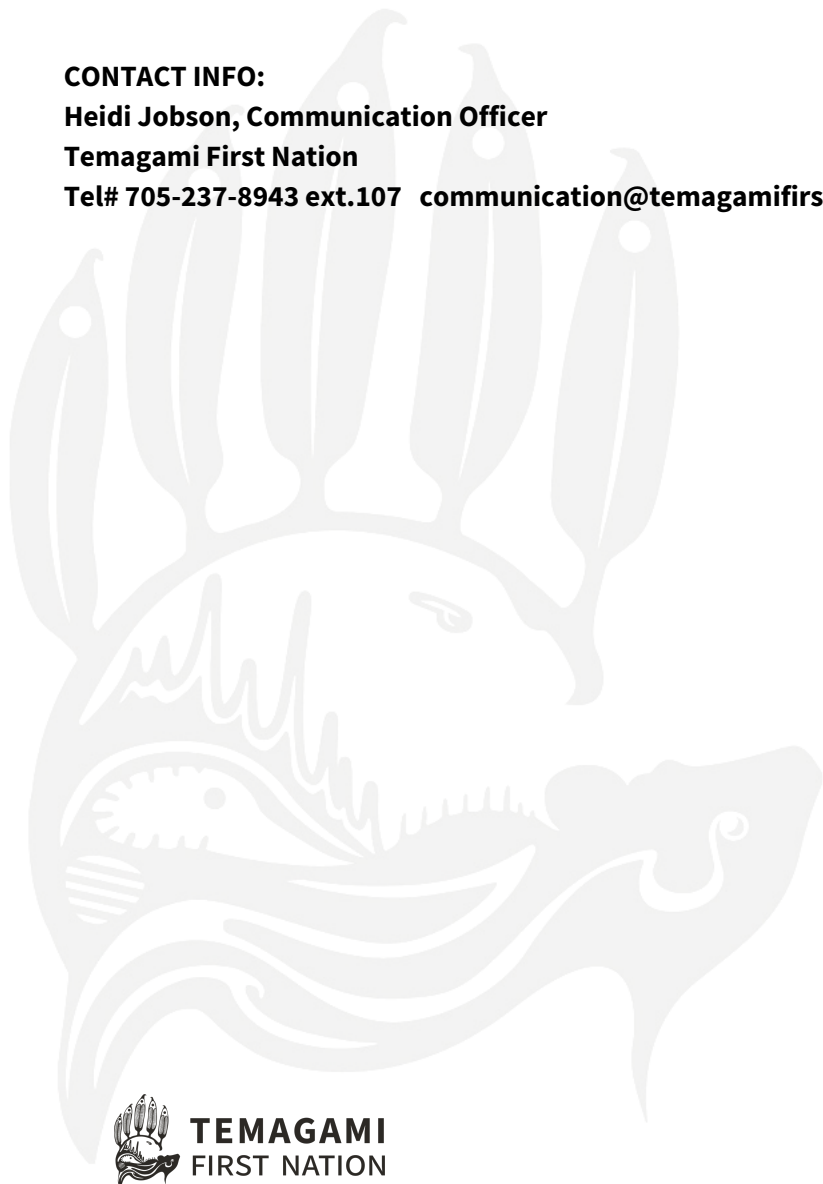 CONTACT INFO:
Heidi Jobson, Communication Officer
Temagami First Nation
Tel# 705-237-8943 ext.107 communication@temagamifirs
TEMAGAMI
FIRST NATION